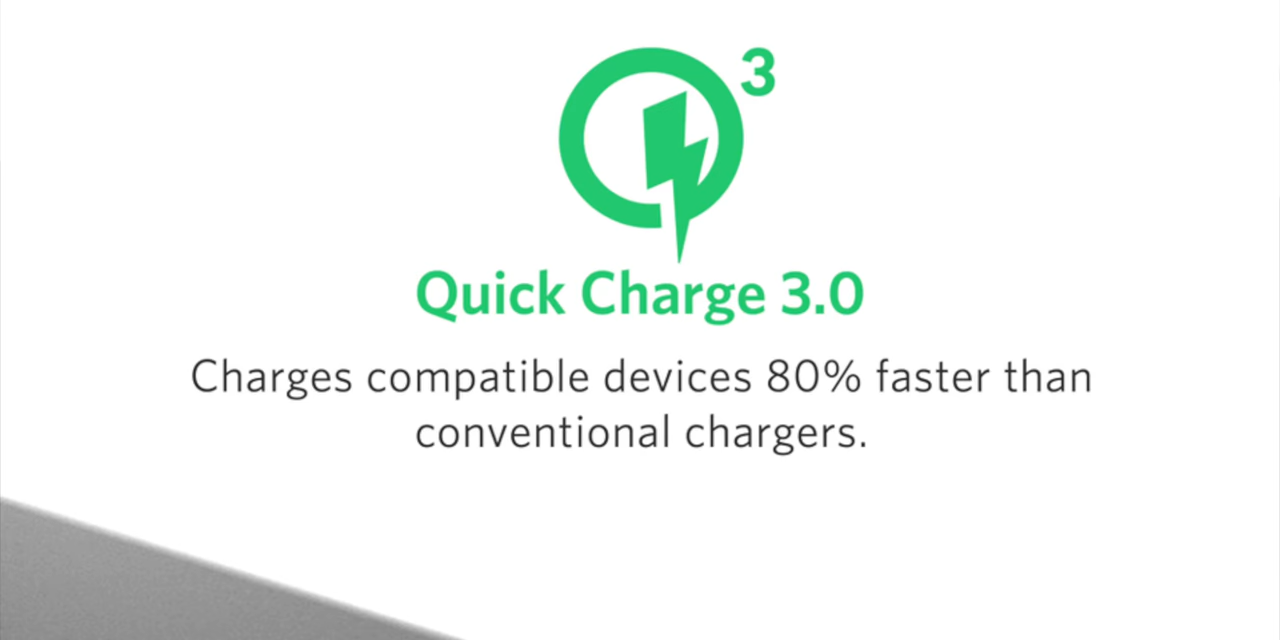 3
Quick Charge 3.0
Charges compatible devices 80% faster than
conventional chargers.